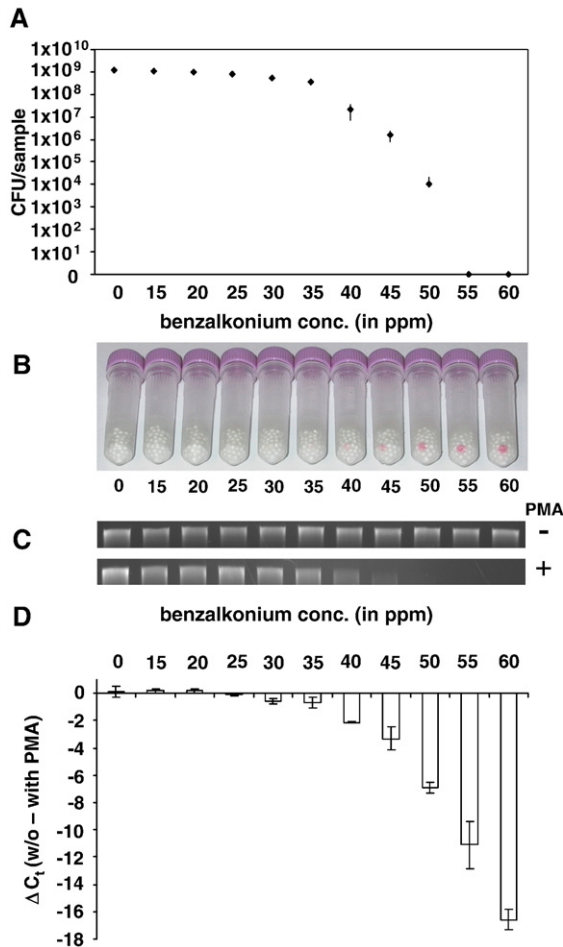 A
1x10^10
1x10^9
1x10^8
1x10^7
1x10^6
1x10^5
1x10^4
1x10^3
1x10^2
1x10^1
0
CFU/sample
0 15 20 25 30 35 40 45 50 55 60
benzalkonium conc. (in ppm)
B
0 15 20 25 30 35 40 45 50 55 60
PMA
C
-
+
benzalkonium conc. (in ppm)
D
0 15 20 25 30 35 40 45 50 55 60
0
-2
-4
-6
-8
-10
-12
-14
-16
-18
ΔCt (w/o – with PMA)